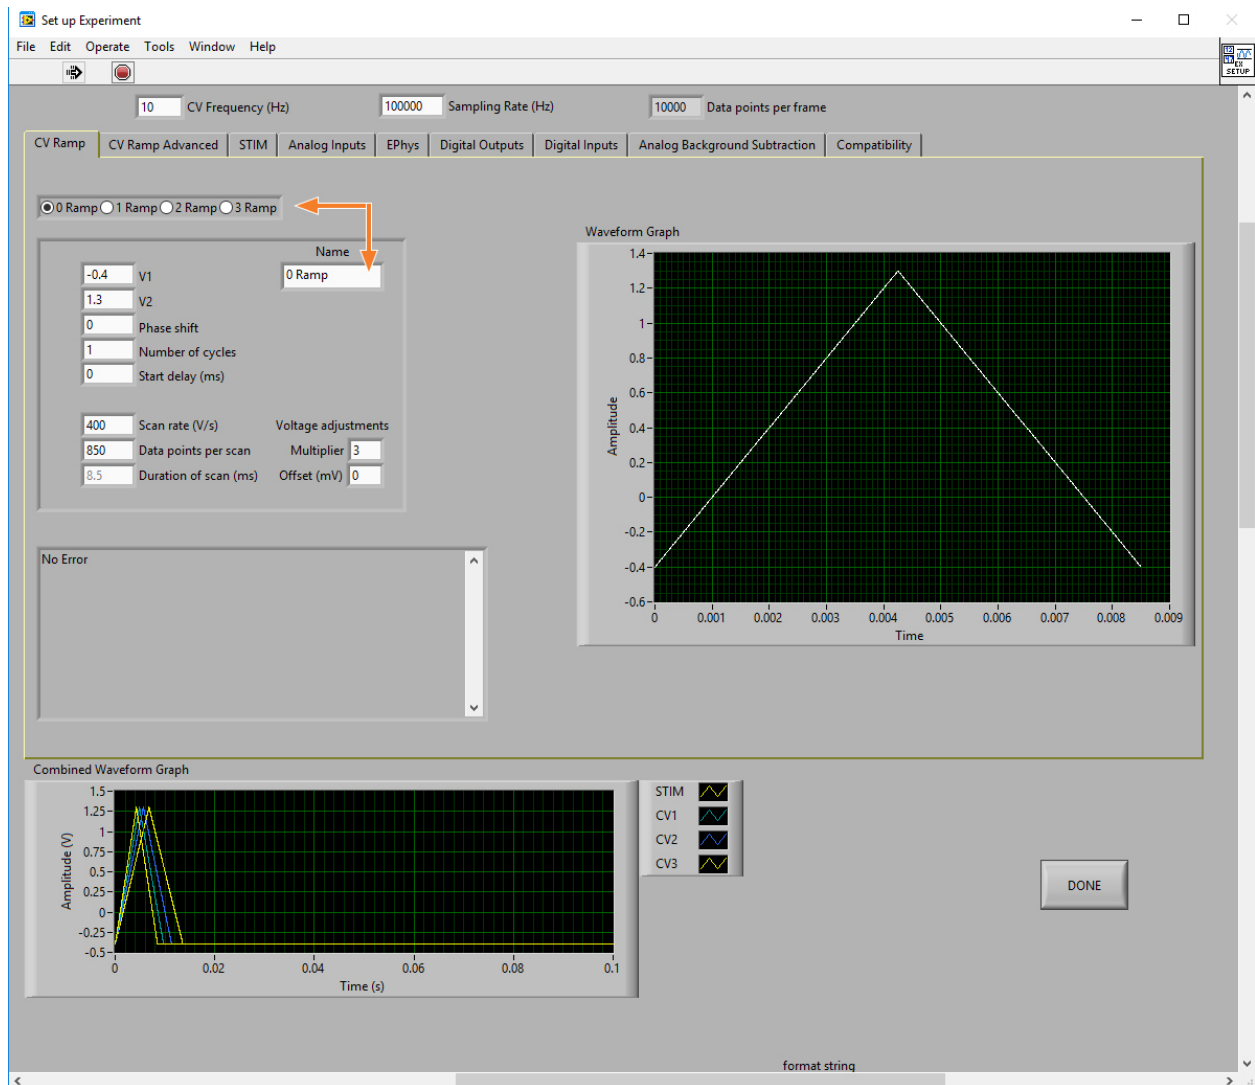 Set up Experiment
File Edit Operate Tools Window Help
12
47
EX
SETUP
10 CV Frequency (Hz) 100000 Sampling Rate (Hz) 10000 Data points per frame
CV Ramp CV Ramp Advanced STIM Analog Inputs EPhys Digital Outputs Digital Inputs Analog Background Subtraction Compatibility
0 Ramp 1 Ramp 2 Ramp 3 Ramp
Name
-0.4 V1 0 Ramp
1.3 V2
0 Phase shift
1 Number of cycles
0 Start delay (ms)
400 Scan rate (V/s) Voltage adjustments
850 Data points per scan Multiplier 3
8.5 Duration of scan (ms) Offset (mV) 0
No Error
Waveform Graph
1.4
1.2
1
0.8
0.6
0.4
0.2
0
-0.2
-0.4
-0.6
Amplitude
0 0.001 0.002 0.003 0.004 0.005 0.006 0.007 0.008 0.009
Time
Combined Waveform Graph
1.5
1.25
1
0.75
0.5
0.25
0
-0.25
-0.5
Amplitude (V)
0 0.02 0.04 0.06 0.08 0.1
Time (s)
STIM
CV1
CV2
CV3
DONE
format string